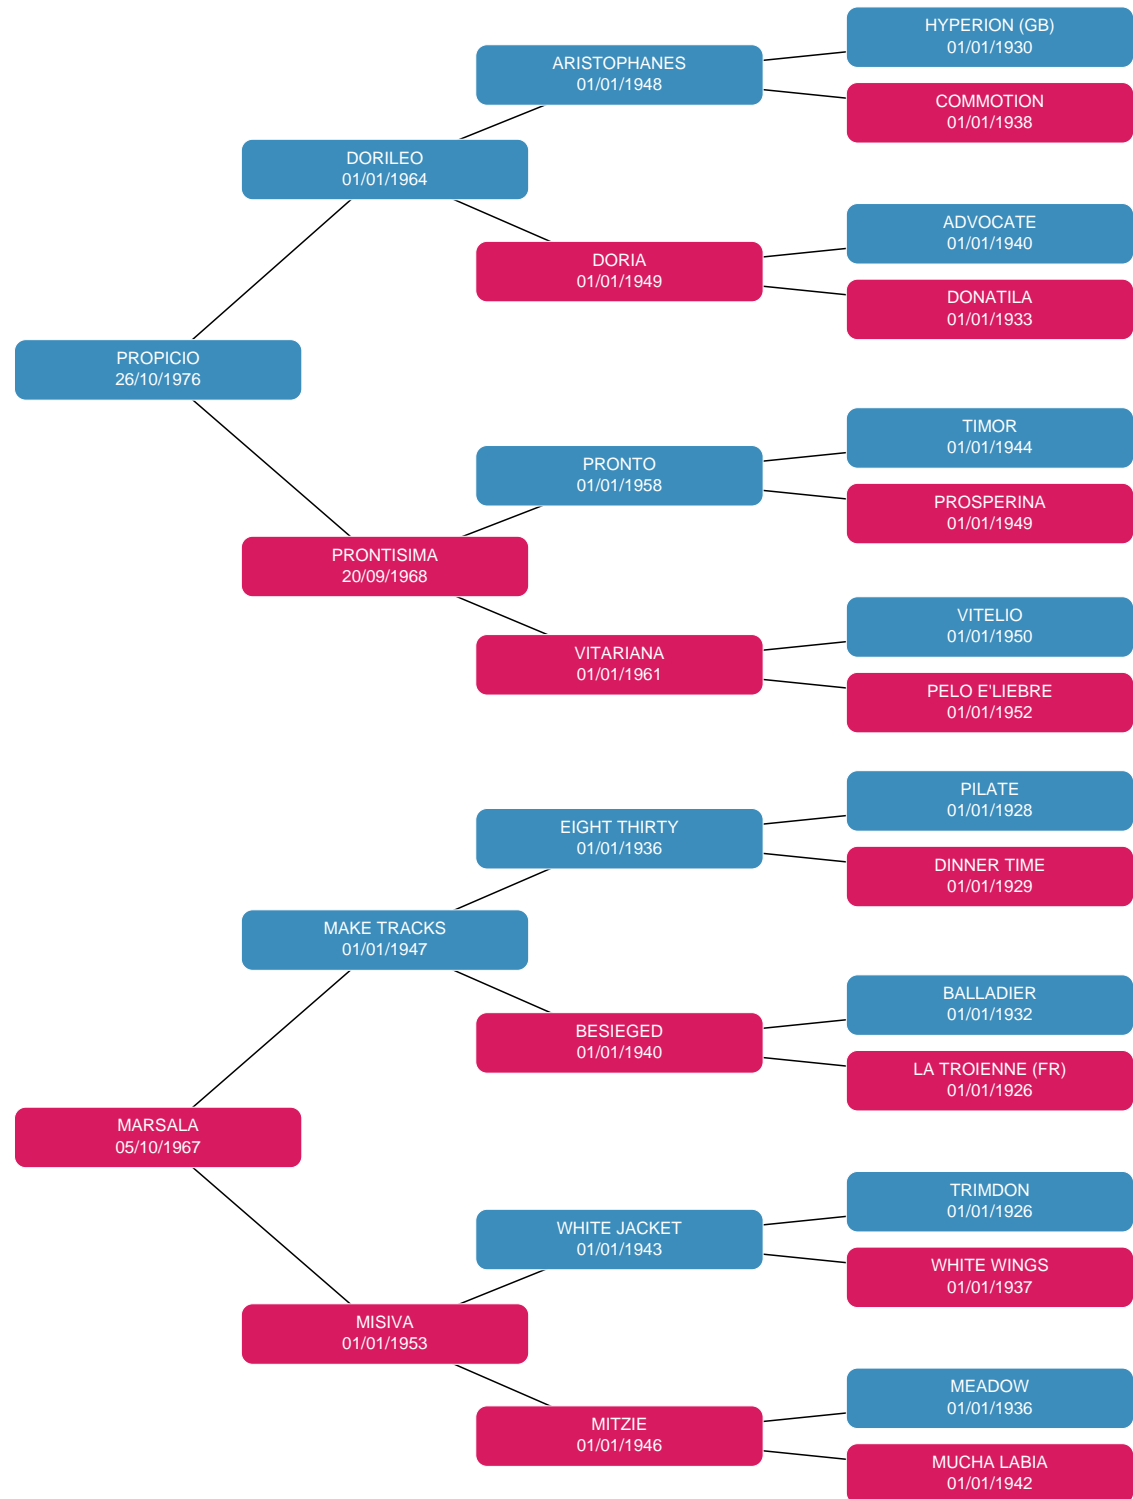 HYPERION (GB)
01/01/1930
ARISTOPHANES
01/01/1948
COMMOTION
01/01/1938
DORILEO
01/01/1964
ADVOCATE
01/01/1940
DORIA
01/01/1949
DONATILA
01/01/1933
PROPICIO
26/10/1976
TIMOR
01/01/1944
PRONTO
01/01/1958
PROSPERINA
01/01/1949
PRONTISIMA
20/09/1968
VITELIO
01/01/1950
VITARIANA
01/01/1961
PELO E'LIEBRE
01/01/1952
PILATE
01/01/1928
EIGHT THIRTY
01/01/1936
DINNER TIME
01/01/1929
MAKE TRACKS
01/01/1947
BALLADIER
01/01/1932
BESIEGED
01/01/1940
LA TROIENNE (FR)
01/01/1926
MARSALA
05/10/1967
TRIMDON
01/01/1926
WHITE JACKET
01/01/1943
WHITE WINGS
01/01/1937
MISIVA
01/01/1953
MEADOW
01/01/1936
MITZIE
01/01/1946
MUCHA LABIA
01/01/1942